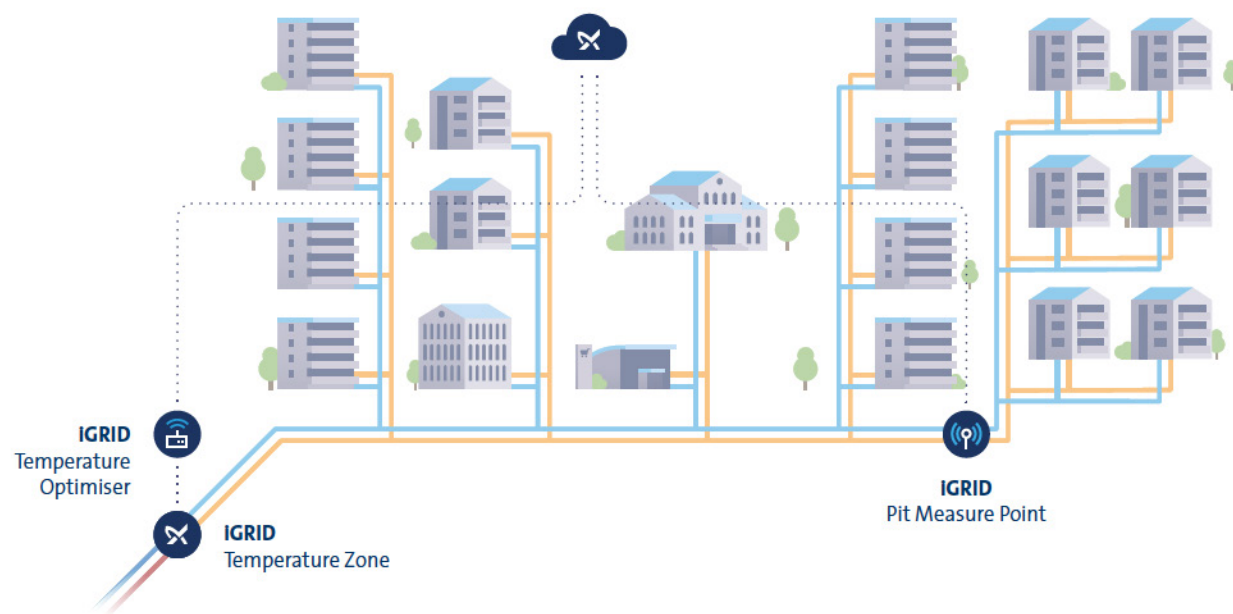 iGRID
Temperature
Optimiser
iGRID
Temperature Zone
iGRID
Pit Measure Point